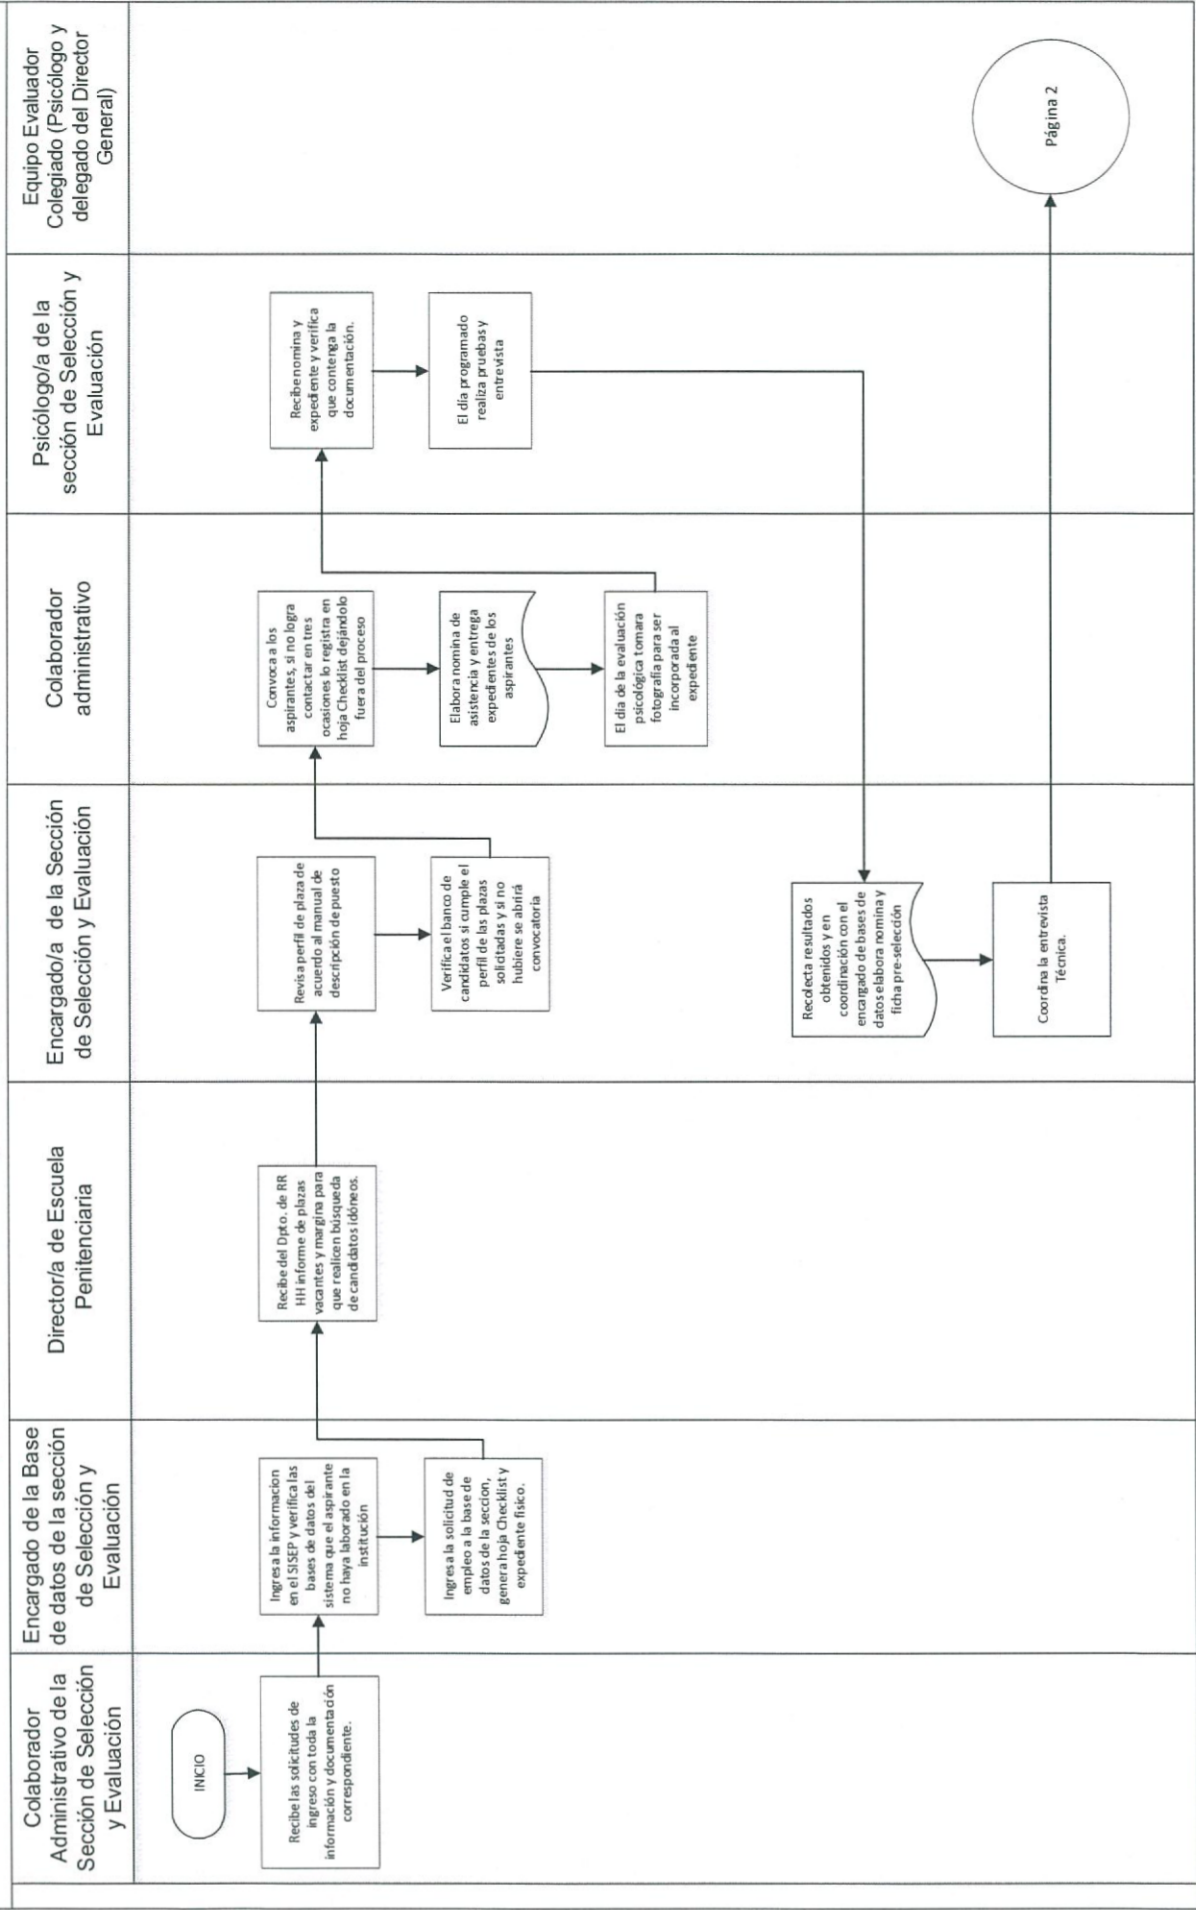 Colaborador
Administrativo de la
Sección de Selección
y Evaluación
Encargado de la Base
de datos de la sección
de Selección y
Evaluación
Director/a de Escuela
Penitenciaria
Encargado/a de la Sección
de Selección y Evaluación
Colaborador
administrativo
Psicólogo/a de la
sección de Selección y
Evaluación
Equipo Evaluador
Colegiado (Psicólogo y
delegado del Director
General)
INICIO
Recibe las solicitudes de
ingreso con toda la
información y documentación
correspondiente.
Ingresa la informacion
en el SISEP y verifica las
bases de datos del
sistema que el aspirante
no haya laborado en la
institución
Ingresa la solicitud de
empleo a la base de
datos de la seccion,
genera hoja Checklist y
expediente fisico.
Recibe del Dpto. de RR
HH informe de plazas
vacantes y margina para
que realicen búsqueda
de candidatos idóneos.
Revisa perfil de plaza de
acuerdo al manual de
descripción de puesto
Verifica el banco de
candidatos si cumple el
perfil de las plazas
solicitadas y si no
hubiere se abrirá
convocatoria
Convoca a los
aspirantes, si no logra
contactar en tres
ocasiones lo registra en
hoja Checklist dejándolo
fuera del proceso
Elabora nomina de
asistencia y entrega
expedientes de los
aspirantes
El día de la evaluación
psicológica tomara
fotografía para ser
incorporada al
expediente
Recibe nomina y
expediente y verifica
que contenga la
documentación.
El día programado
realiza pruebas y
entrevista
Recolecta resultados
obtenidos y en
coordinación con el
encargado de bases de
datos elabora nomina y
ficha pre-selección
Coordina la entrevista
Técnica.
Página 2